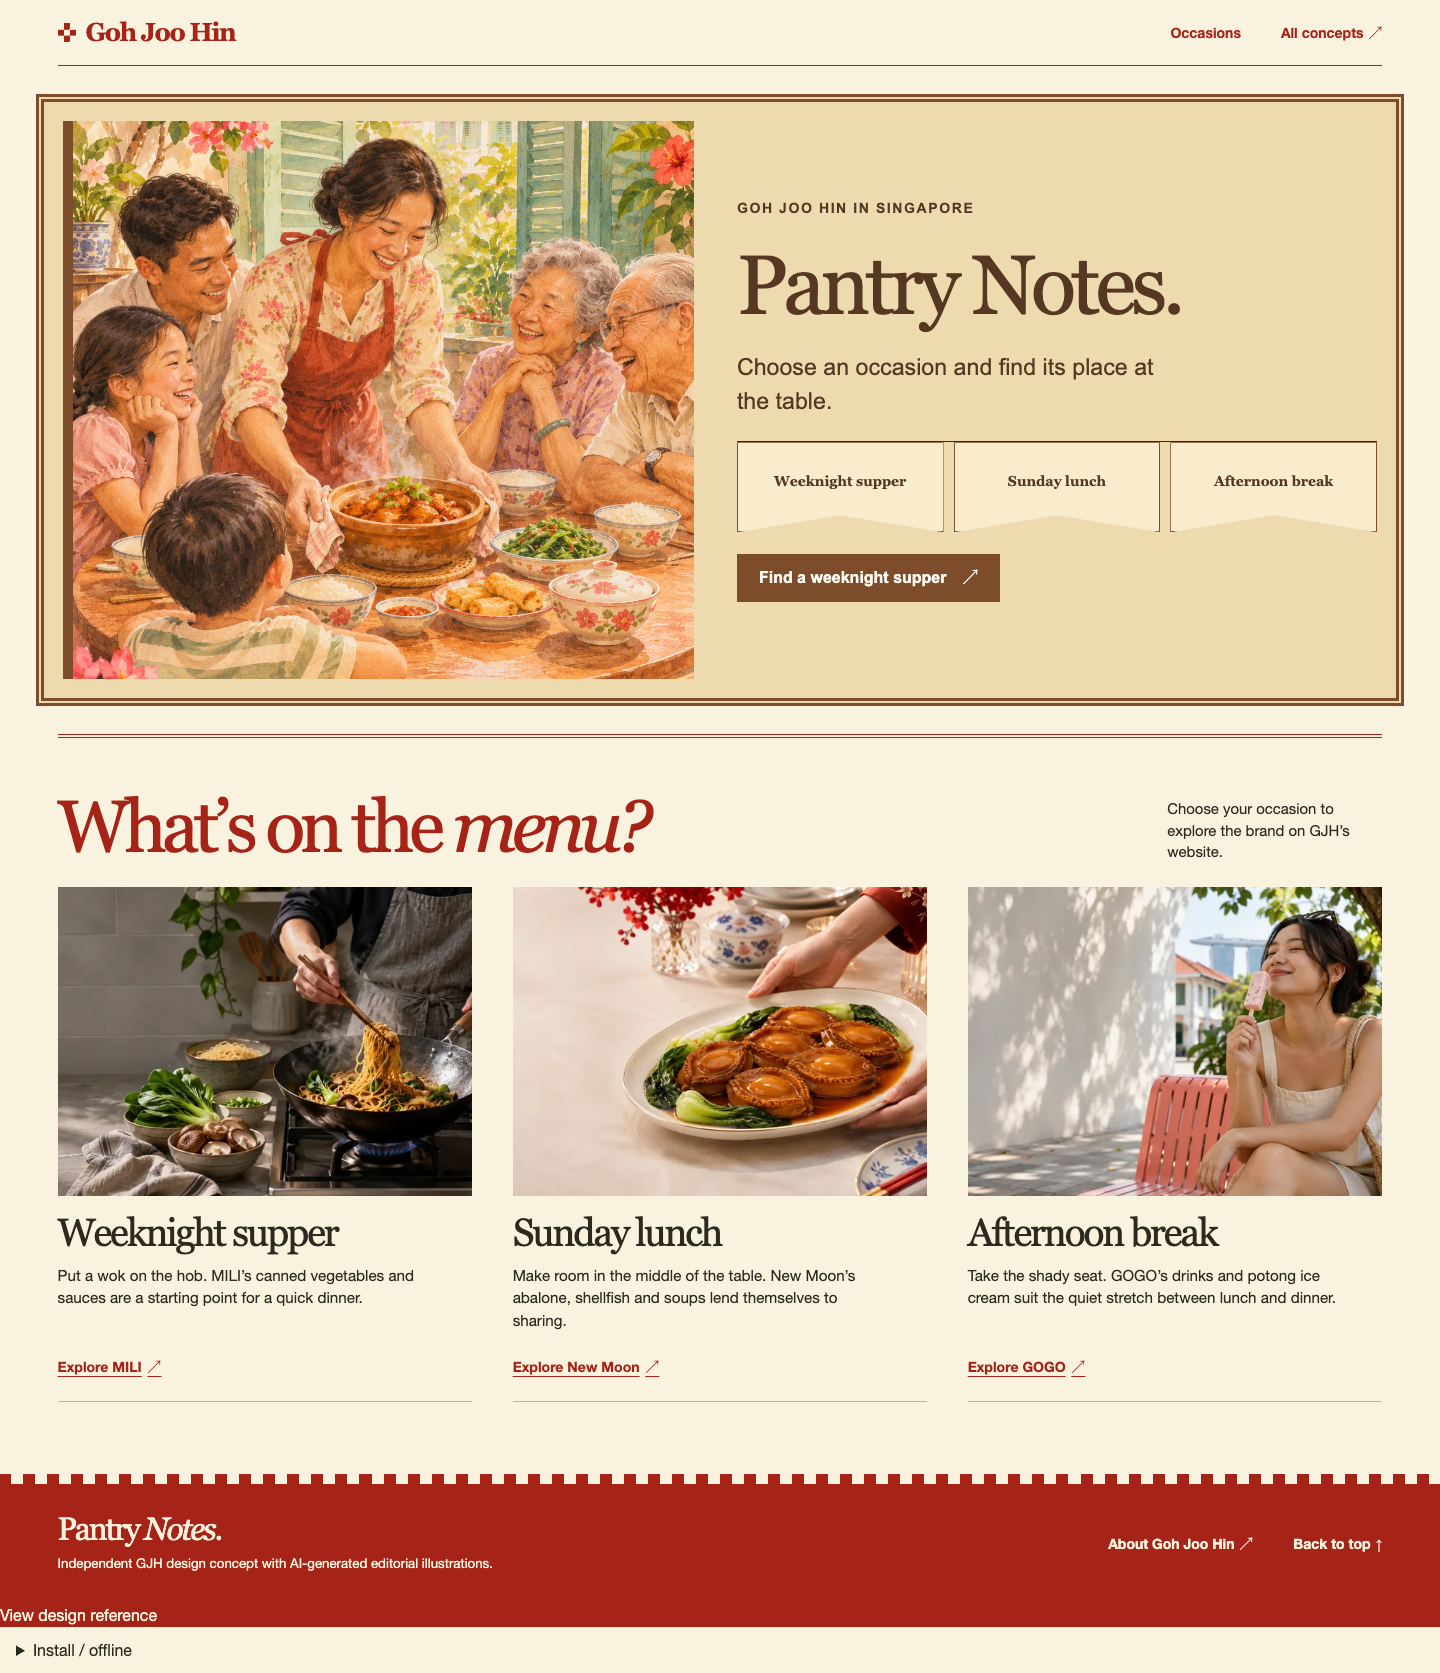 Goh Joo Hin
Occasions
All concepts ↗
GOH JOO HIN IN SINGAPORE
Pantry Notes.
Choose an occasion and find its place at
the table.
Weeknight supper
Sunday lunch
Afternoon break
Find a weeknight supper ↗
What’s on the menu?
Choose your occasion to
explore the brand on GJH’s
website.
Weeknight supper
Put a wok on the hob. MILI’s canned vegetables and
sauces are a starting point for a quick dinner.
Explore MILI ↗
Sunday lunch
Make room in the middle of the table. New Moon’s
abalone, shellfish and soups lend themselves to
sharing.
Explore New Moon ↗
Afternoon break
Take the shady seat. GOGO’s drinks and potong ice
cream suit the quiet stretch between lunch and dinner.
Explore GOGO ↗
Pantry Notes.
Independent GJH design concept with AI-generated editorial illustrations.
About Goh Joo Hin ↗
Back to top ↑
View design reference
Install / offline